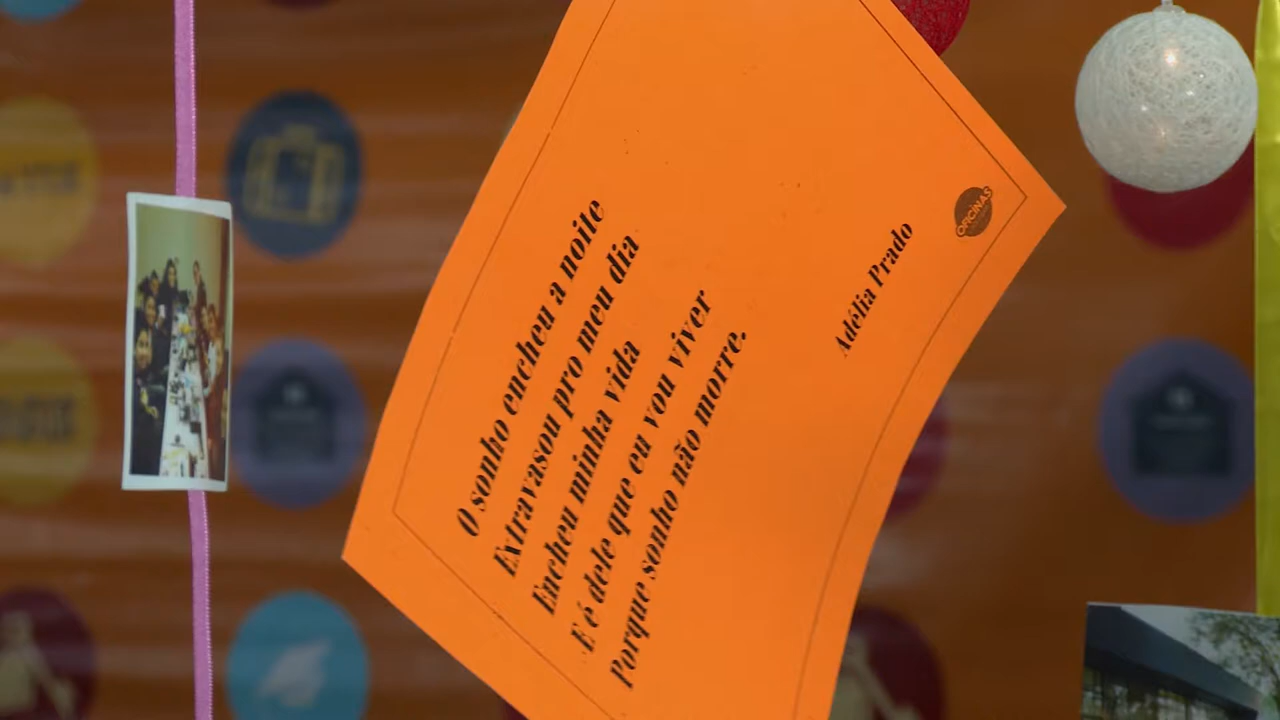 O sonho encheu a noite
Extravasou pro meu dia
Encheu minha vida
E é dele que eu vou viver
Porque sonho não morre.
Adélia Prado
OFICINAS